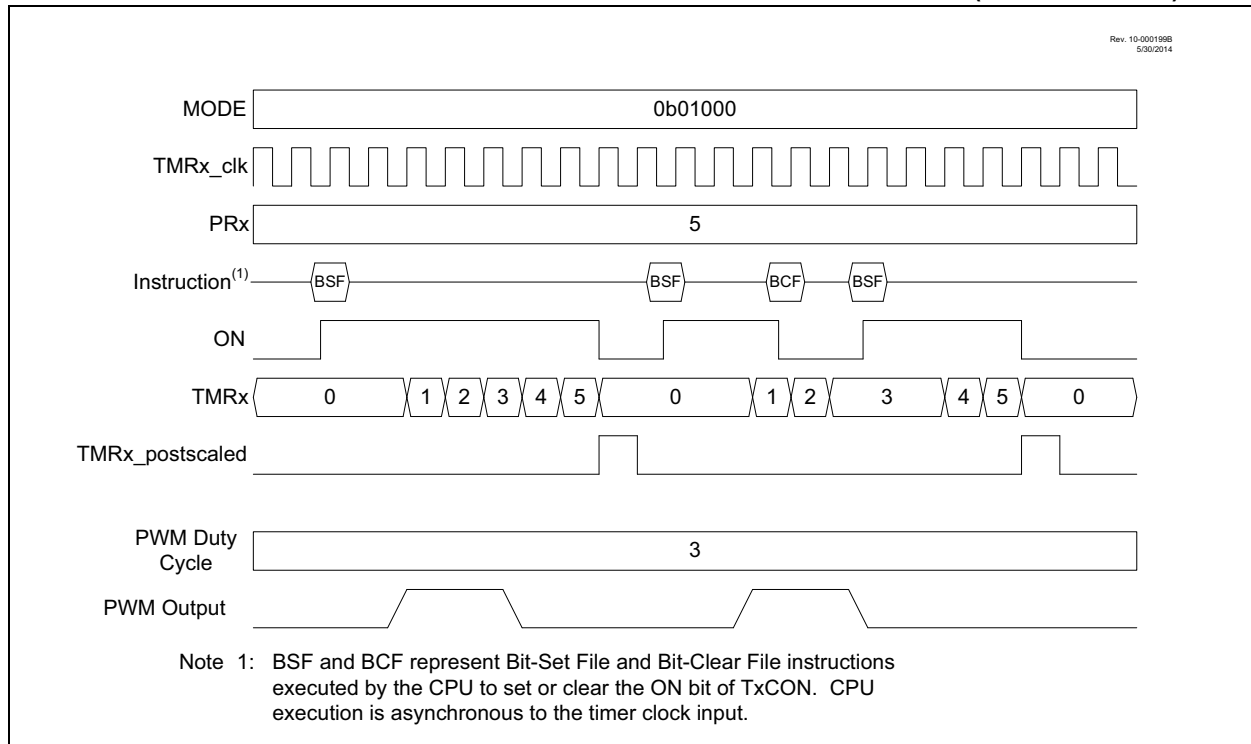 Rev. 10-000199B
5/30/2014
MODE 0b01000
TMRx_clk
PRx 5
Instruction(1) BSF BSF BCF BSF
ON
TMRx 0 1 2 3 4 5 0 1 2 3 4 5 0
TMRx_postscaled
PWM Duty
Cycle 3
PWM Output
Note 1: BSF and BCF represent Bit-Set File and Bit-Clear File instructions
executed by the CPU to set or clear the ON bit of TxCON. CPU
execution is asynchronous to the timer clock input.